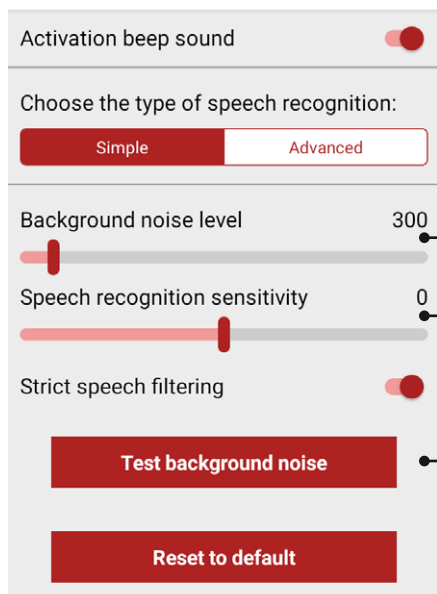 Activation beep sound
Choose the type of speech recognition:
Simple Advanced
Background noise level 300
Speech recognition sensitivity 0
Strict speech filtering
Test background noise
Reset to default